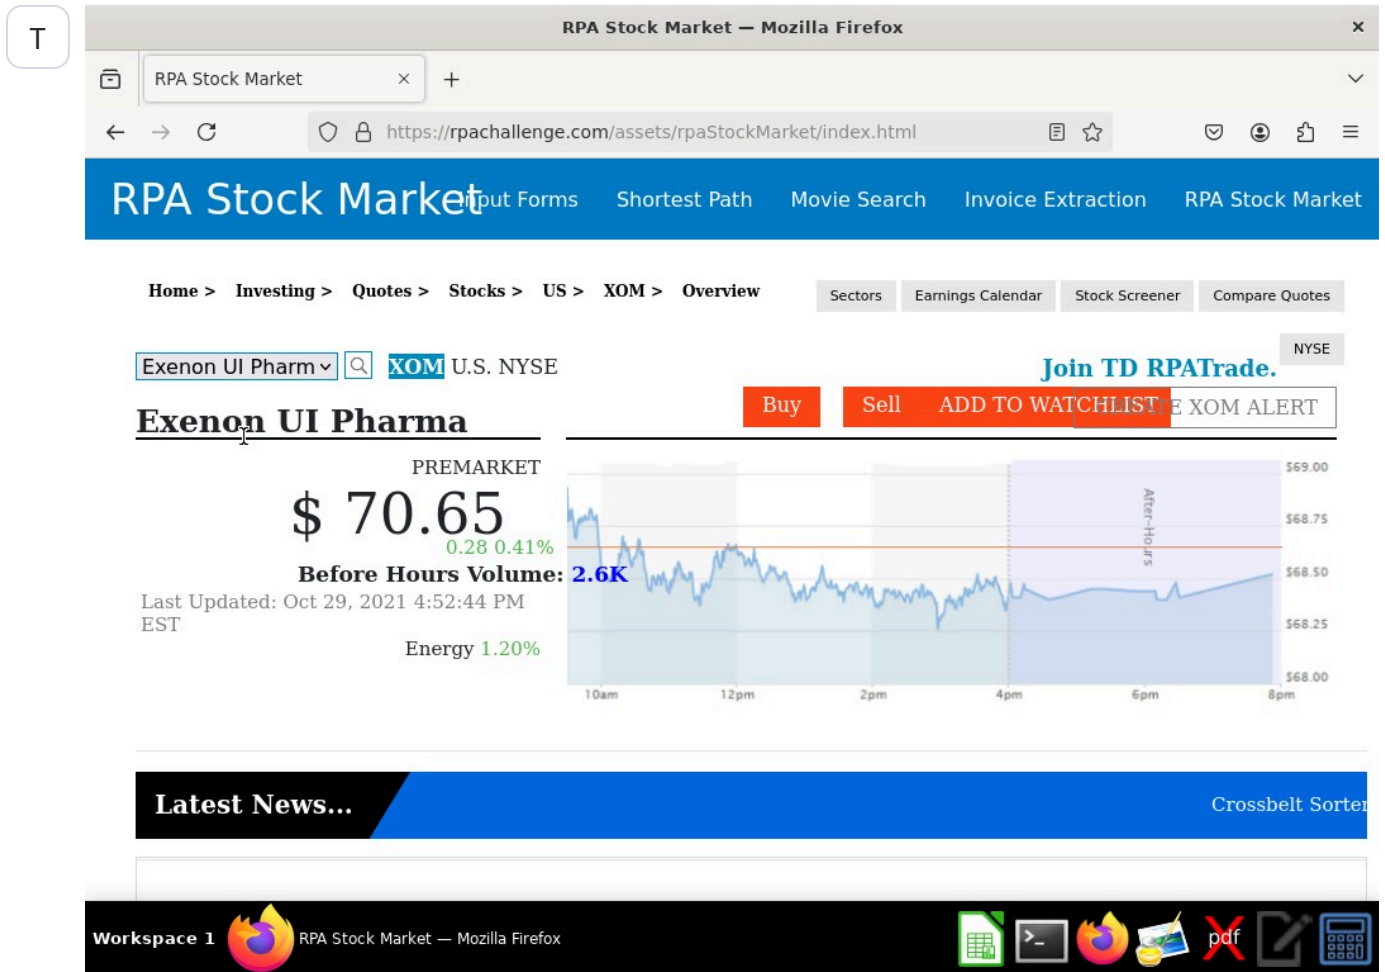 T
RPA Stock Market — Mozilla Firefox
RPA Stock Market
https://rpachallenge.com/assets/rpaStockMarket/index.html
RPA Stock Market
Input Forms Shortest Path Movie Search Invoice Extraction RPA Stock Market
Home > Investing > Quotes > Stocks > US > XOM > Overview
Sectors Earnings Calendar Stock Screener Compare Quotes
NYSE
Exenon UI Pharm XOM U.S. NYSE
Join TD RPATrade.
Buy Sell ADD TO WATCHLIST CREATE XOM ALERT
Exenon UI Pharma
PREMARKET
$ 70.65
0.28 0.41%
Before Hours Volume: 2.6K
Last Updated: Oct 29, 2021 4:52:44 PM
EST
Energy 1.20%
After-Hours
$69.00
$68.75
$68.50
$68.25
$68.00
10am 12pm 2pm 4pm 6pm 8pm
Latest News...
Crossbelt Sorter
Workspace 1 RPA Stock Market — Mozilla Firefox
pdf